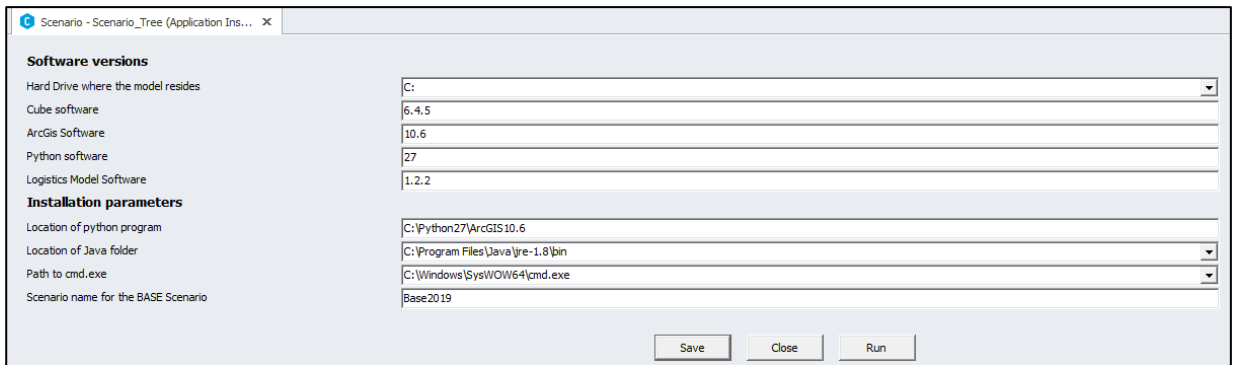 C Scenario - Scenario_Tree (Application Ins... X
Software versions
Hard Drive where the model resides C:
Cube software 6.4.5
ArcGis Software 10.6
Python software 27
Logistics Model Software 1.2.2
Installation parameters
Location of python program C:\Python27\ArcGIS10.6
Location of Java folder C:\Program Files\Java\jre-1.8\bin
Path to cmd.exe C:\Windows\SysWOW64\cmd.exe
Scenario name for the BASE Scenario Base2019
Save Close Run